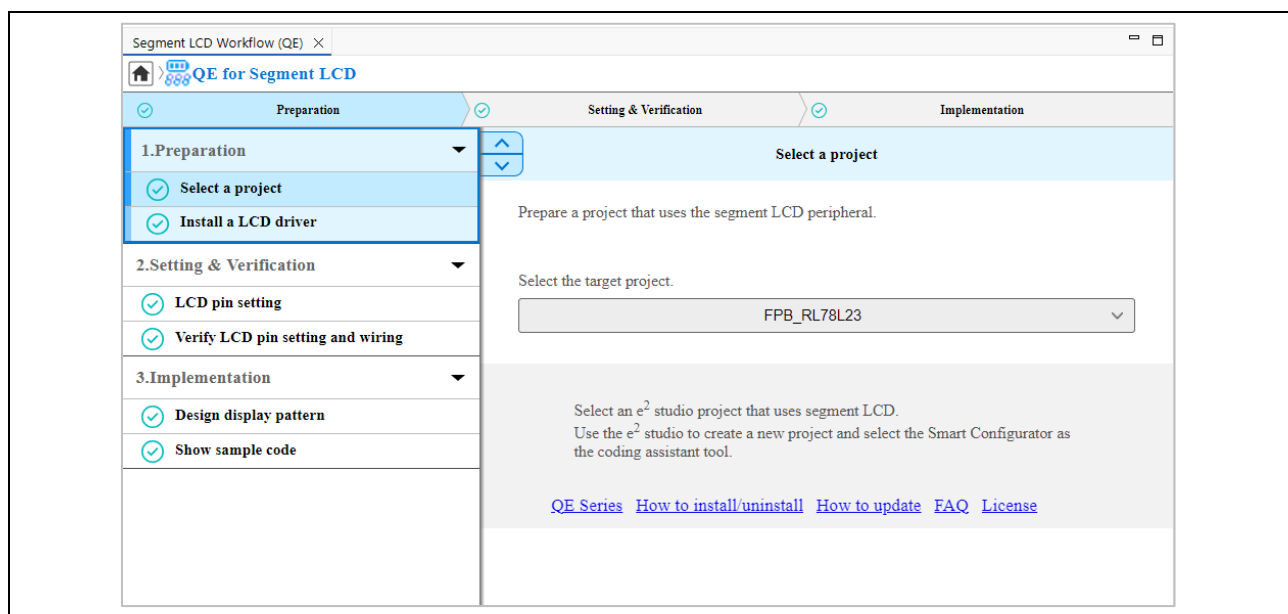 Segment LCD Workflow (QE)
QE for Segment LCD
Preparation
Setting & Verification
Implementation
1.Preparation
Select a project
Install a LCD driver
2.Setting & Verification
LCD pin setting
Verify LCD pin setting and wiring
3.Implementation
Design display pattern
Show sample code
Select a project
Prepare a project that uses the segment LCD peripheral.
Select the target project.
FPB_RL78L23
Select an e² studio project that uses segment LCD.
Use the e² studio to create a new project and select the Smart Configurator as
the coding assistant tool.
QE Series How to install/uninstall How to update FAQ License